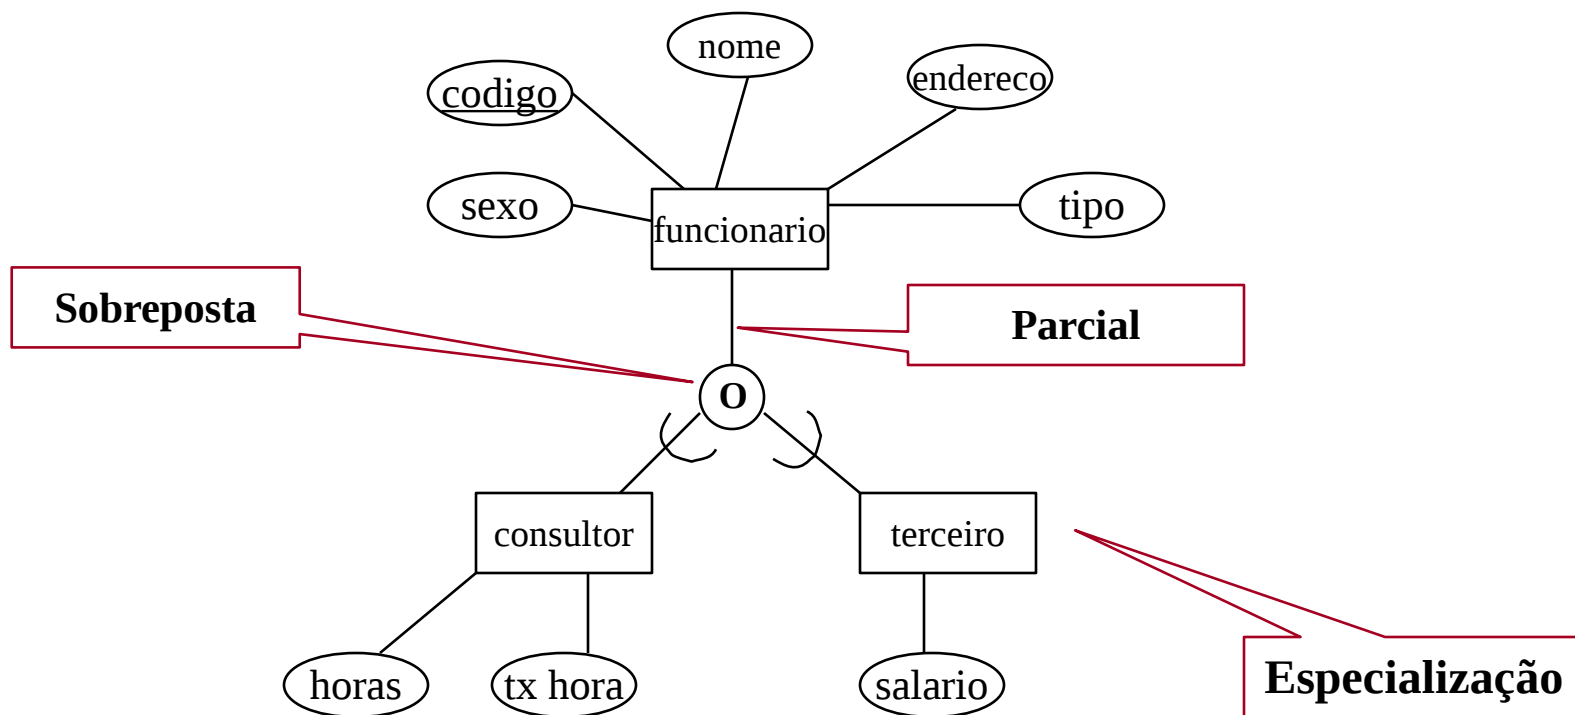 nome
endereco
codigo
sexo
tipo
funcionario
Sobreposta
Parcial
O
consultor
terceiro
horas
tx hora
salario
Especialização